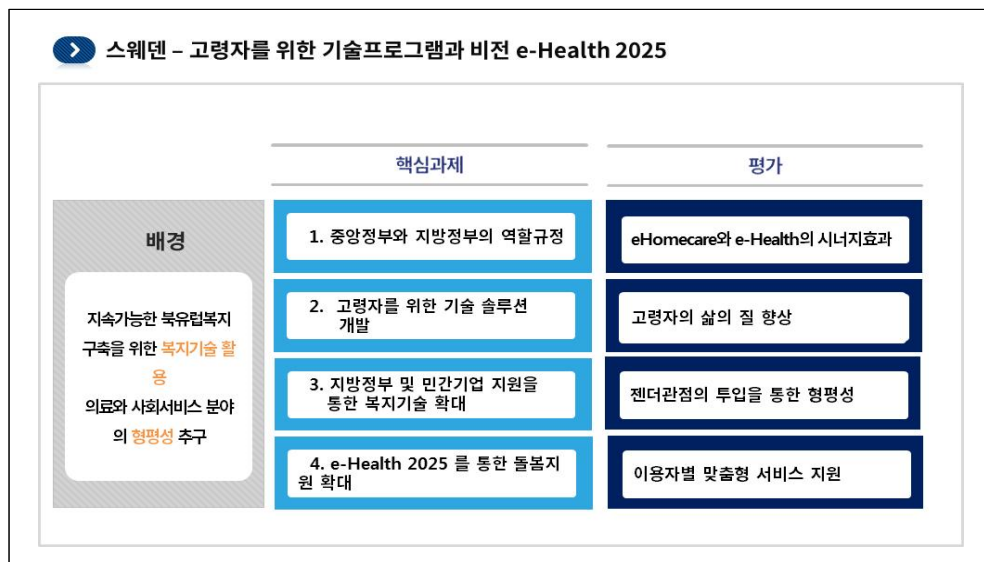 스웨덴 – 고령자를 위한 기술프로그램과 비전 e-Health 2025
핵심과제
평가
배경
지속가능한 북유럽복지
구축을 위한 복지기술 활
용
의료와 사회서비스 분야
의 형평성 추구
1. 중앙정부와 지방정부의 역할규정
2. 고령자를 위한 기술 솔루션
개발
3. 지방정부 및 민간기업 지원을
통한 복지기술 확대
4. e-Health 2025 를 통한 돌봄지
원 확대
eHomecare와 e-Health의 시너지효과
고령자의 삶의 질 향상
젠더관점의 투입을 통한 형평성
이용자별 맞춤형 서비스 지원